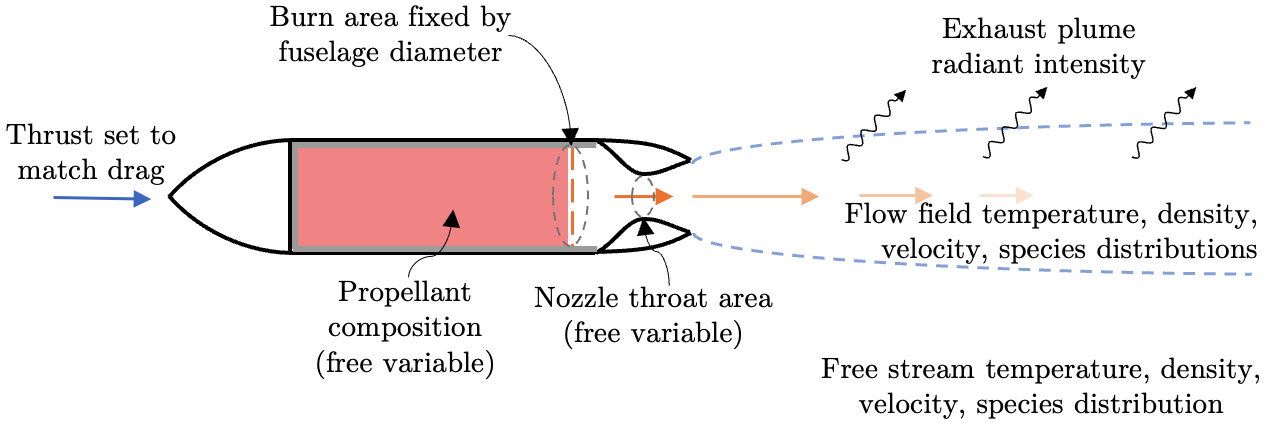 Burn area fixed by
fuselage diameter
Exhaust plume
radiant intensity
Thrust set to
match drag
Flow field temperature, density,
velocity, species distributions
Propellant
composition
(free variable)
Nozzle throat area
(free variable)
Free stream temperature, density,
velocity, species distribution